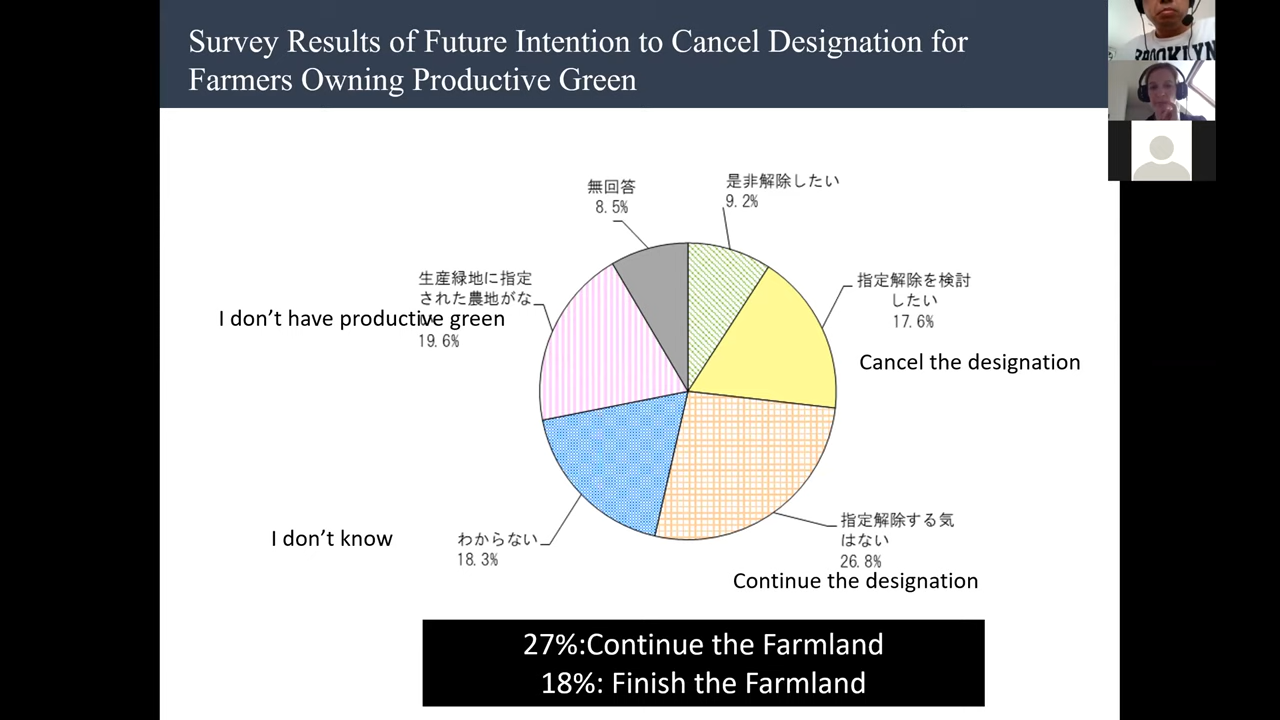 Survey Results of Future Intention to Cancel Designation for
Farmers Owning Productive Green
BROOKLYN
無回答
8.5%
是非解除したい
9.2%
生産緑地に指定
された農地がな
19.6%
I don't have productive green
指定解除を検討
したい
17.6%
Cancel the designation
I don't know
わからない
18.3%
指定解除する気
はない
26.8%
Continue the designation
27%:Continue the Farmland
18%: Finish the Farmland